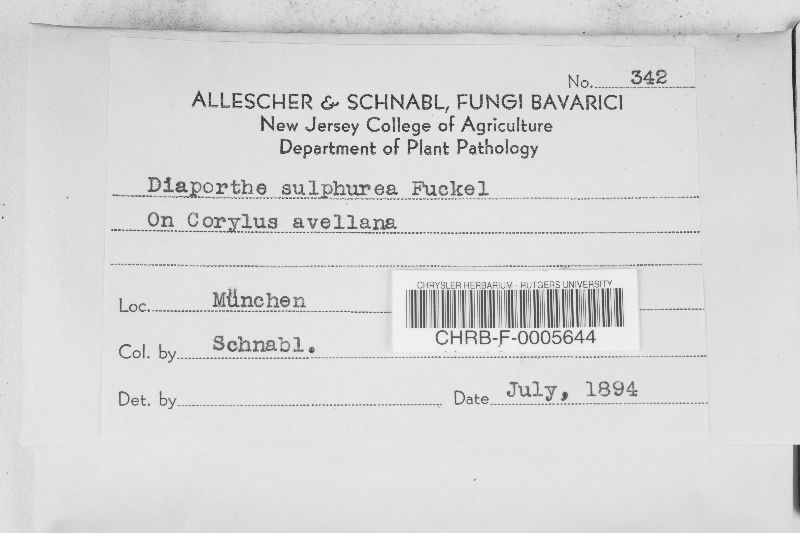 No. 342
ALLESCHER & SCHNABL, FUNGI BAVARICI
New Jersey College of Agriculture
Department of Plant Pathology
Diaporthe sulphurea Fuckel
On Corylus avellana
CHRYSLER HERBARIUM - RUTGERS UNIVERSITY
Loc. München
CHRB-F-0005644
Col. by Schnabl.
Det. by Date July, 1894